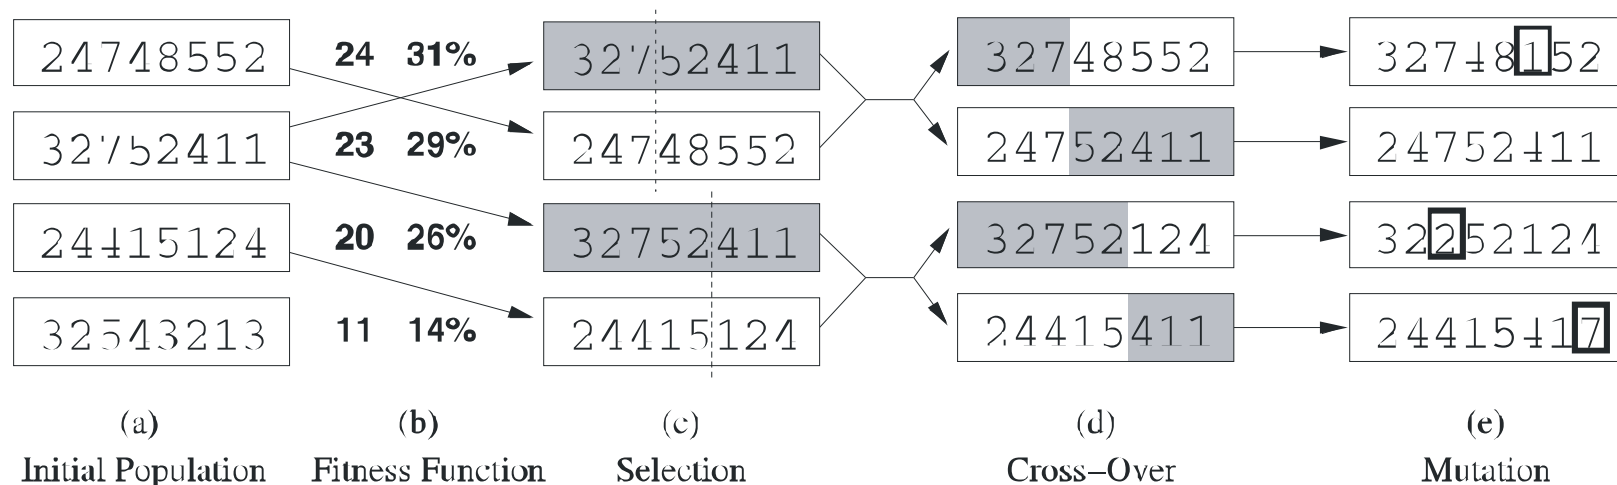 24748552 24 31% 32752411 32748552 32748152
32752411 23 29% 24748552 24752411 24752411
24415124 20 26% 32752411 32752124 32252124
32543213 11 14% 24415124 24415411 24415417
(a) (b) (c) (d) (e)
Initial Population Fitness Function Selection Cross–Over Mutation